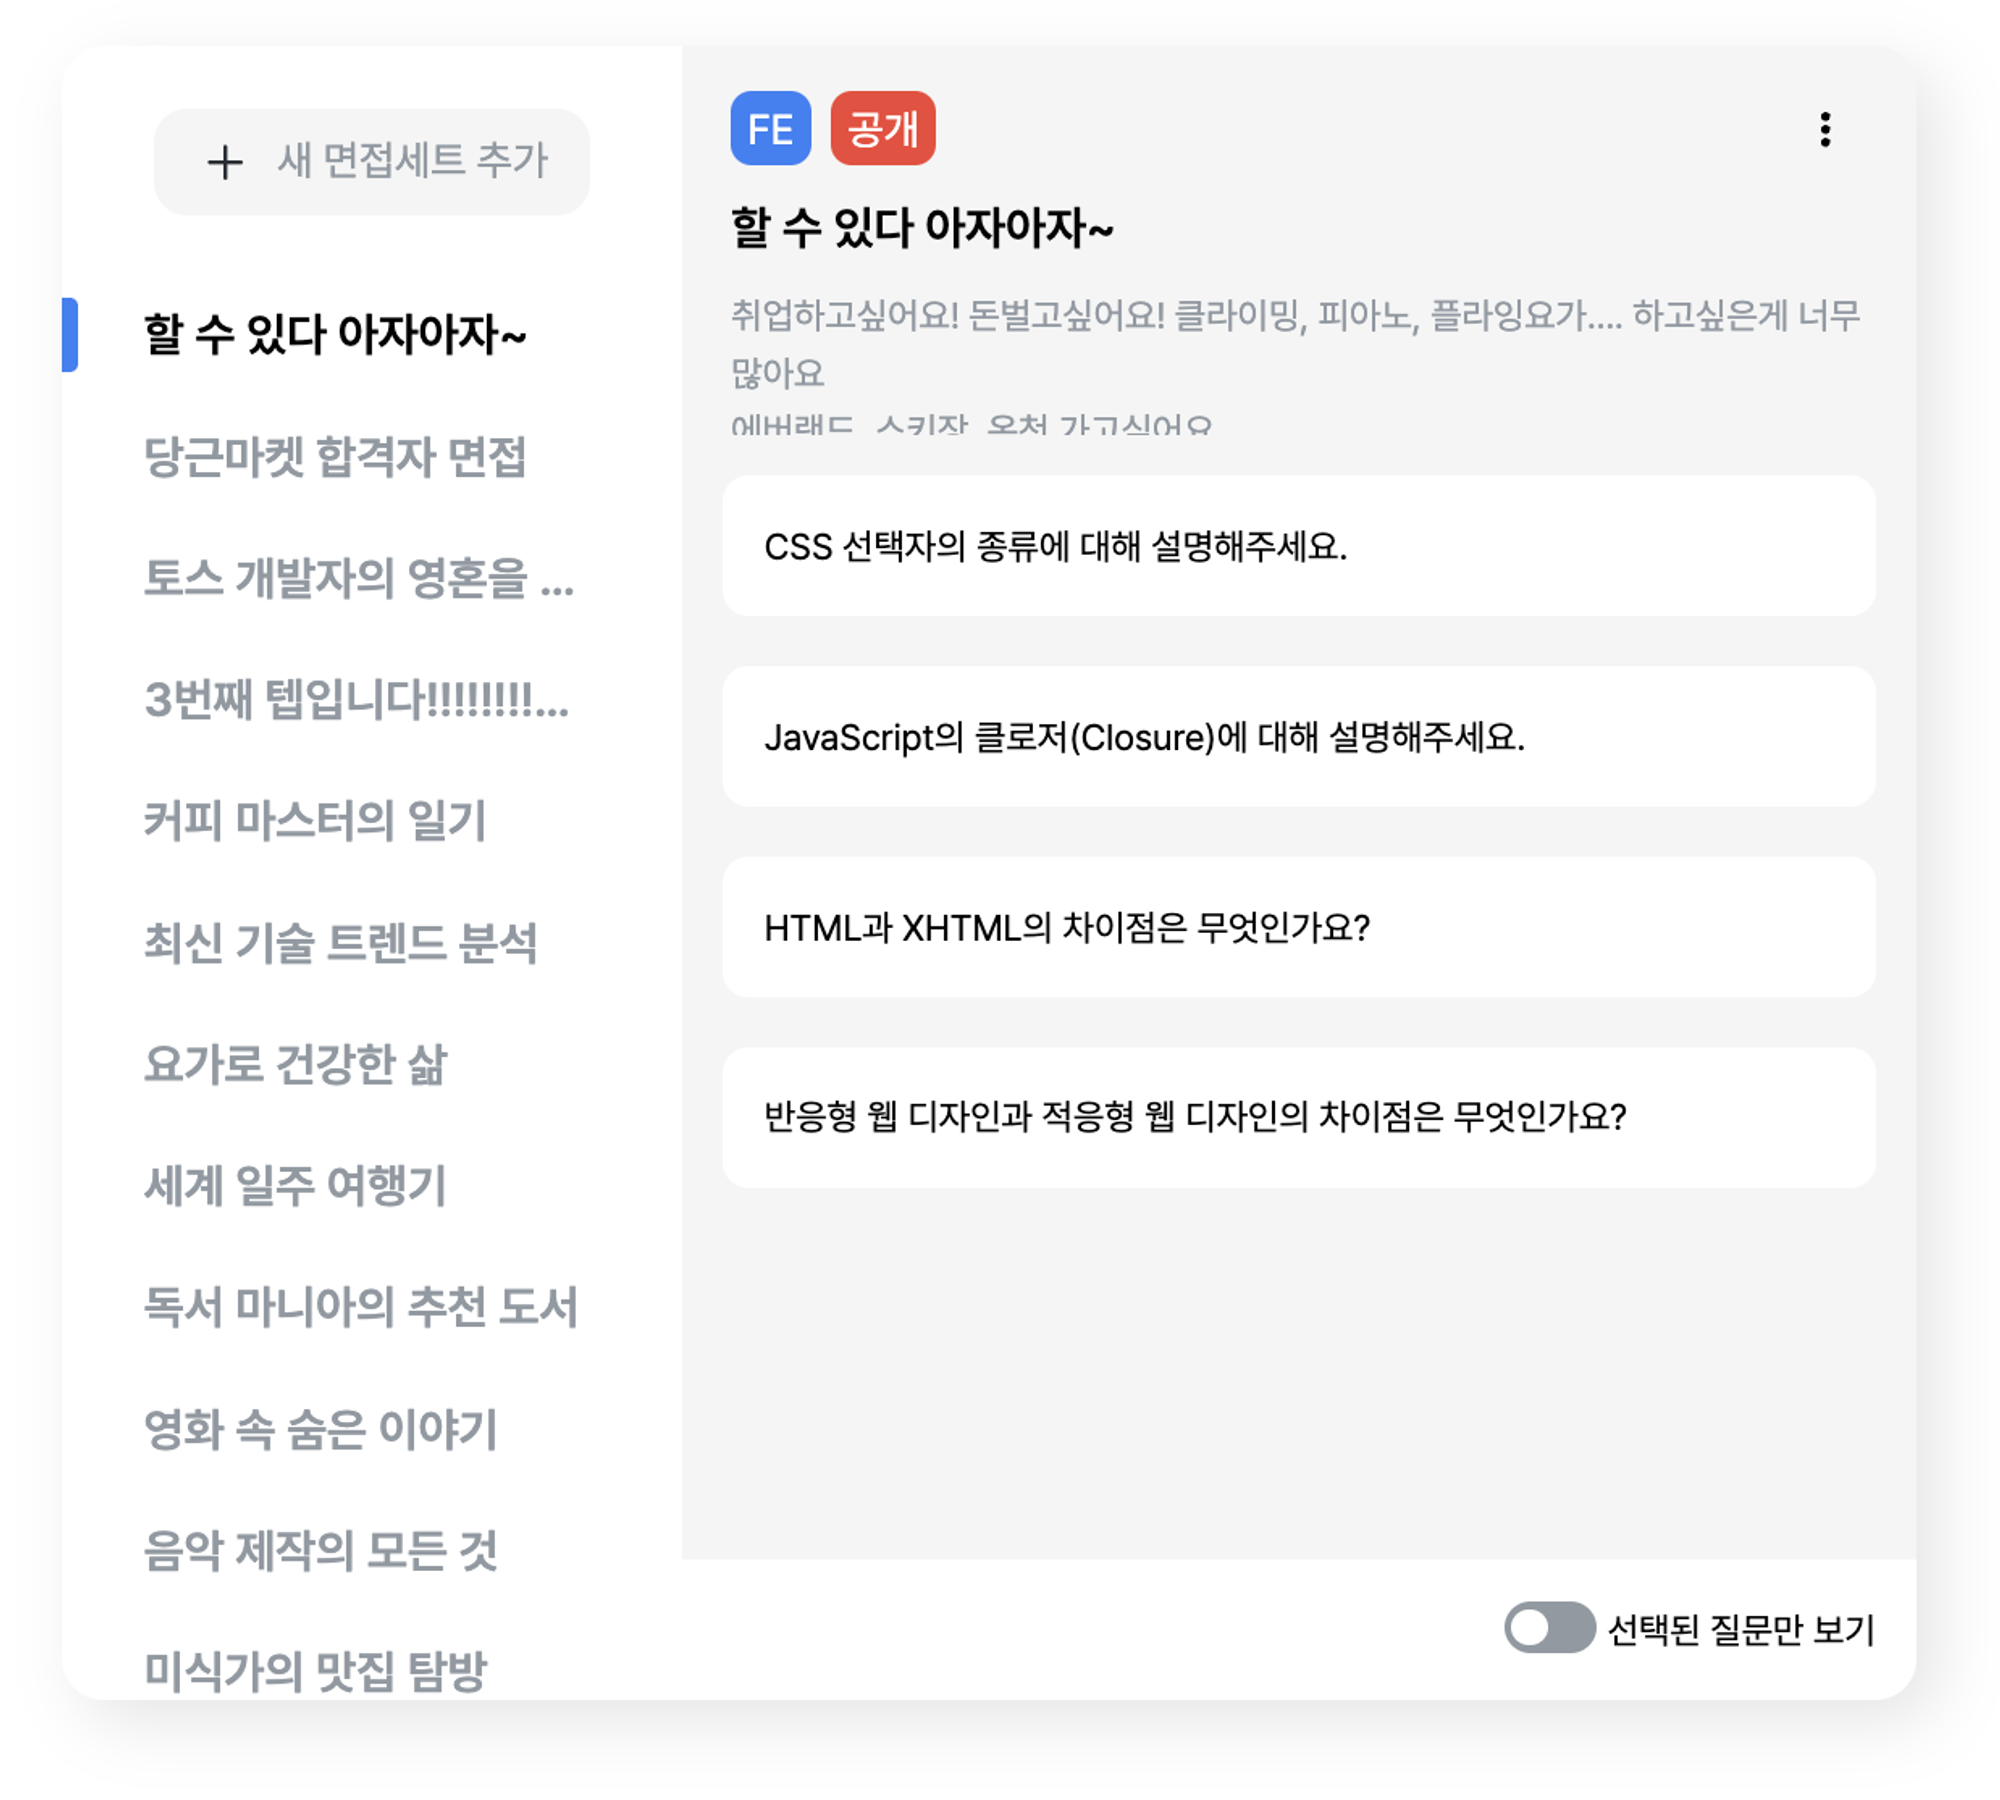 새 면접세트 추가
할 수 있다 아자아자~
당근마켓 합격자 면접
토스 개발자의 영혼을 ...
3번째 텝입니다!!!!!!!!...
커피 마스터의 일기
최신 기술 트렌드 분석
요가로 건강한 삶
세계 일주 여행기
독서 마니아의 추천 도서
영화 속 숨은 이야기
음악 제작의 모든 것
미식가의 맛집 탐방
FE 공개
할 수 있다 아자아자~
취업하고싶어요! 돈벌고싶어요! 클라이밍, 피아노, 플라잉요가.... 하고싶은게 너무
많아요
가고싶어요
CSS 선택자의 종류에 대해 설명해주세요.
JavaScript의 클로저(Closure)에 대해 설명해주세요.
HTML과 XHTML의 차이점은 무엇인가요?
반응형 웹 디자인과 적응형 웹 디자인의 차이점은 무엇인가요?
선택된 질문만 보기